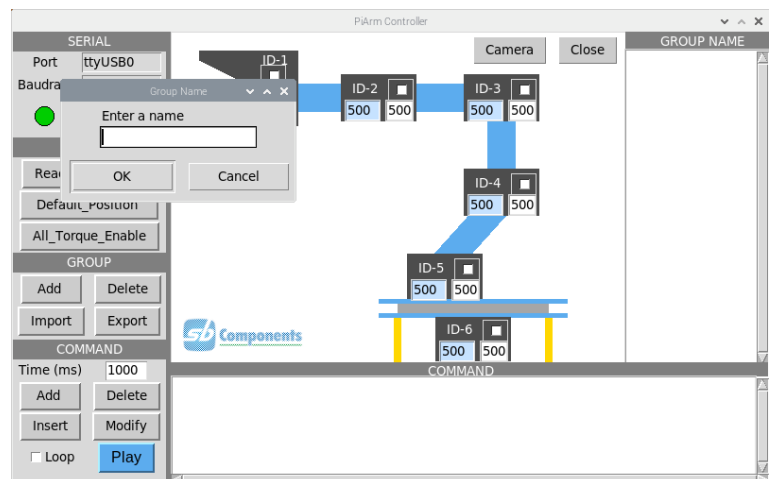 PiArm Controller
SERIAL
Port ttyUSB0
Baudra
Group Name
Enter a name
OK Cancel
Rea
Default_Position
All_Torque_Enable
GROUP
Add Delete
Import Export
COMMAND
Time (ms) 1000
Add Delete
Insert Modify
Loop Play
ID-1
Camera Close
ID-2
500 500
ID-3
500 500
ID-4
500 500
ID-5
500 500
ID-6
500 500
sb Components
GROUP NAME
COMMAND